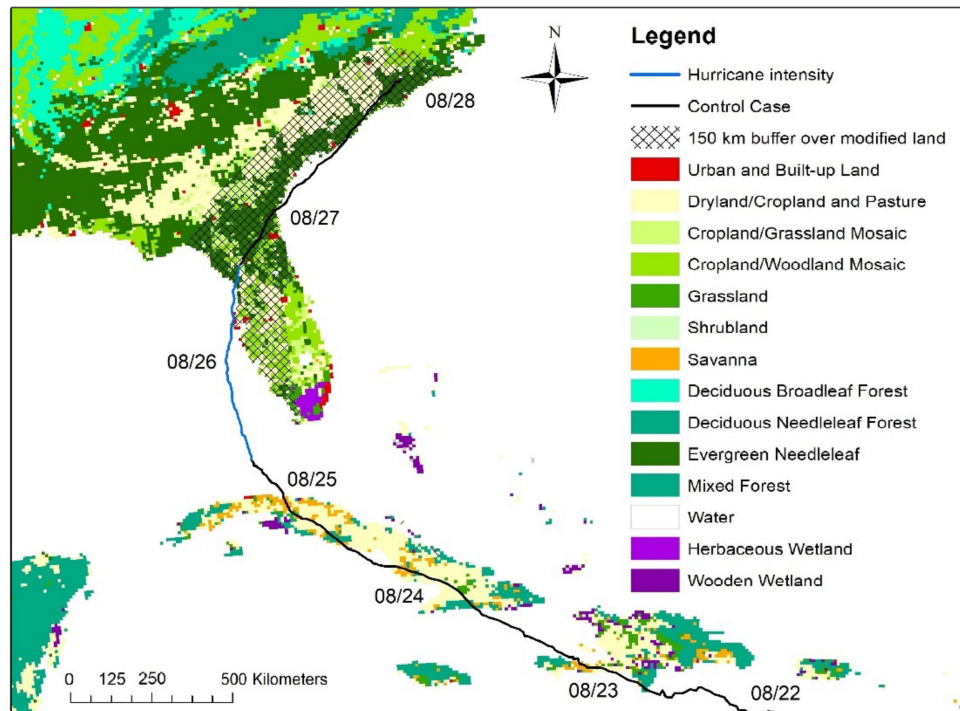 N
Legend
Hurricane intensity
Control Case
150 km buffer over modified land
Urban and Built-up Land
Dryland/Cropland and Pasture
Cropland/Grassland Mosaic
Cropland/Woodland Mosaic
Grassland
Shrubland
Savanna
Deciduous Broadleaf Forest
Deciduous Needleleaf Forest
Evergreen Needleleaf
Mixed Forest
Water
Herbaceous Wetland
Wooden Wetland
08/28
08/27
08/26
08/25
08/24
08/23
08/22
0 125 250 500 Kilometers